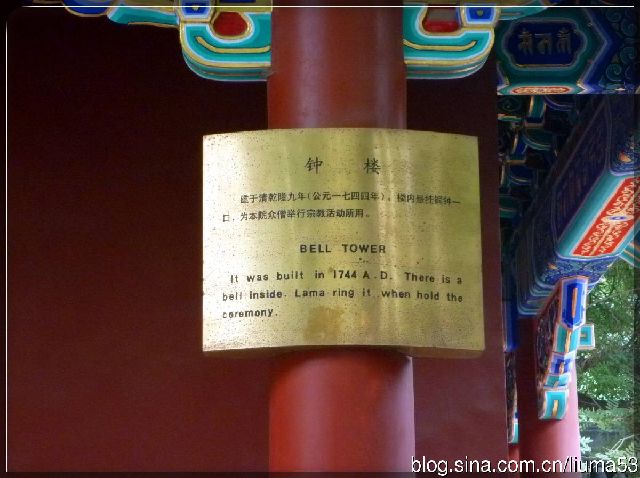 钟 楼
建于清乾隆九年(公元一七四四年)。楼内悬挂铜钟一
口,为本院众僧举行宗教活动所用。
BELL TOWER
It was built in 1744 A.D. There is a
bell inside. Lama ring it when hold the
ceremony.
blog.sina.com.cn/liuma53